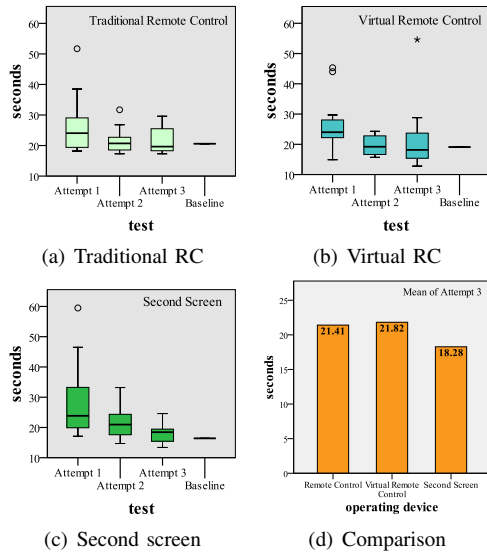 Traditional Remote Control
60
50
40
30
20
10
seconds
Attempt 1
Attempt 2
Attempt 3
Baseline
test
(a) Traditional RC
Virtual Remote Control
60
50
40
30
20
10
seconds
*
Attempt 1
Attempt 2
Attempt 3
Baseline
test
(b) Virtual RC
Second Screen
60
50
40
30
20
10
seconds
Attempt 1
Attempt 2
Attempt 3
Baseline
test
(c) Second screen
Mean of Attempt 3
25
20
15
10
5
0
seconds
21.41
21.82
18.28
Remote Control
Virtual Remote
Control
Second Screen
operating device
(d) Comparison